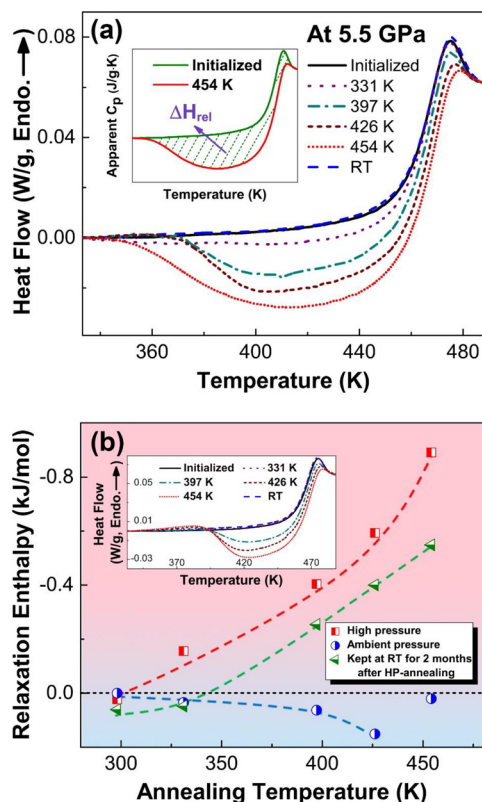 (a)
At 5.5 GPa
Initialized
331 K
397 K
426 K
454 K
RT
Initialized
454 K
ΔH_rel
Apparent C_p (J/g·K)
Temperature (K)
Heat Flow (W/g, Endo.)
0.08
0.04
0.00
360 400 440 480
Temperature (K)
(b)
Initialized 331 K
397 K 426 K
454 K RT
Heat Flow
(W/g, Endo.)
0.05
0.01
-0.03
370 420 470
Temperature (K)
High pressure
Ambient pressure
Kept at RT for 2 months
after HP-annealing
Relaxation Enthalpy (kJ/mol)
-0.8
-0.4
0.0
300 350 400 450
Annealing Temperature (K)